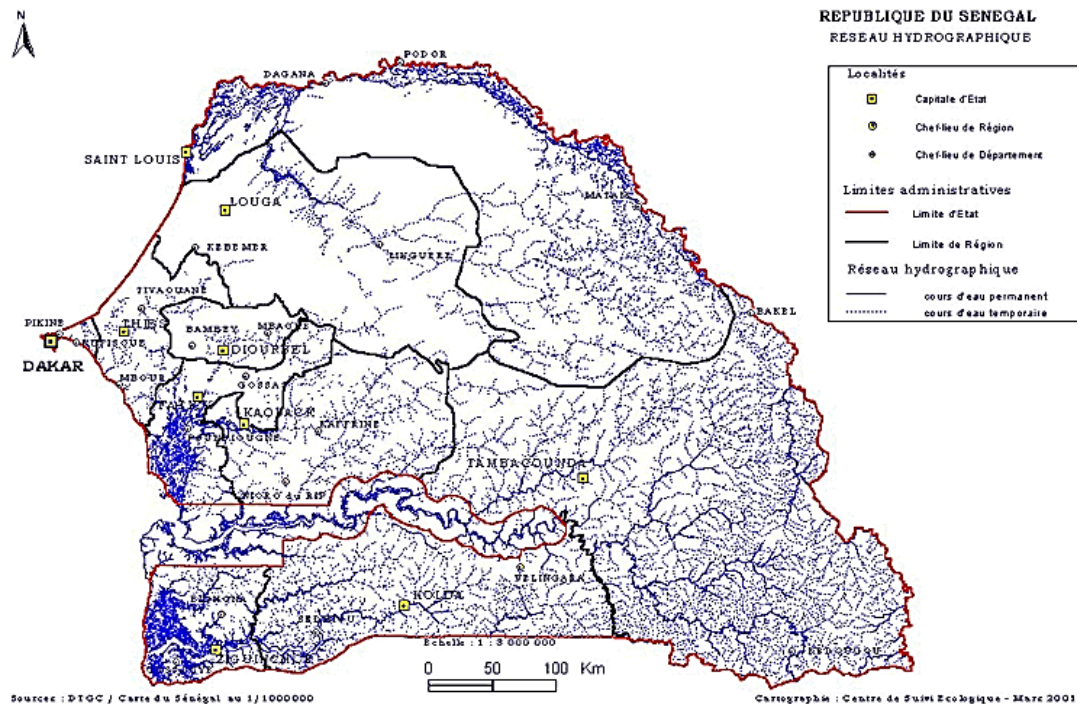 N
REPUBLIQUE DU SENEGAL
RESEAU HYDROGRAPHIQUE
Localités
Capitale d'Etat
Chef-lieu de Région
Chef-lieu de Département
Limites administratives
Limite d'Etat
Limite de Région
Réseau hydrographique
cours d'eau permanent
cours d'eau temporaire
PODOR
DAGANA
SAINT LOUIS
LOUGA
MATAM
KEBEMER
LINGUERE
TIVAOUANE
BAKEL
PIKINE
THIES
BAMBEY
MBACKE
RUFISQUE
DIOURBEL
DAKAR
MBOUR
GOSSAS
KAOLACK
KAFFRINE
TAMBACOUNDA
NIORO du RIP
VELINGARA
KOLDA
SEDHIOU
ZIGUINCHOR
KEDOUGOU
Echelle : 1 : 3 000 000
0 50 100 Km
Sources : DTGC / Carte du Sénégal au 1/1000000
Cartographie : Centre de Suivi Ecologique - Mars 2001